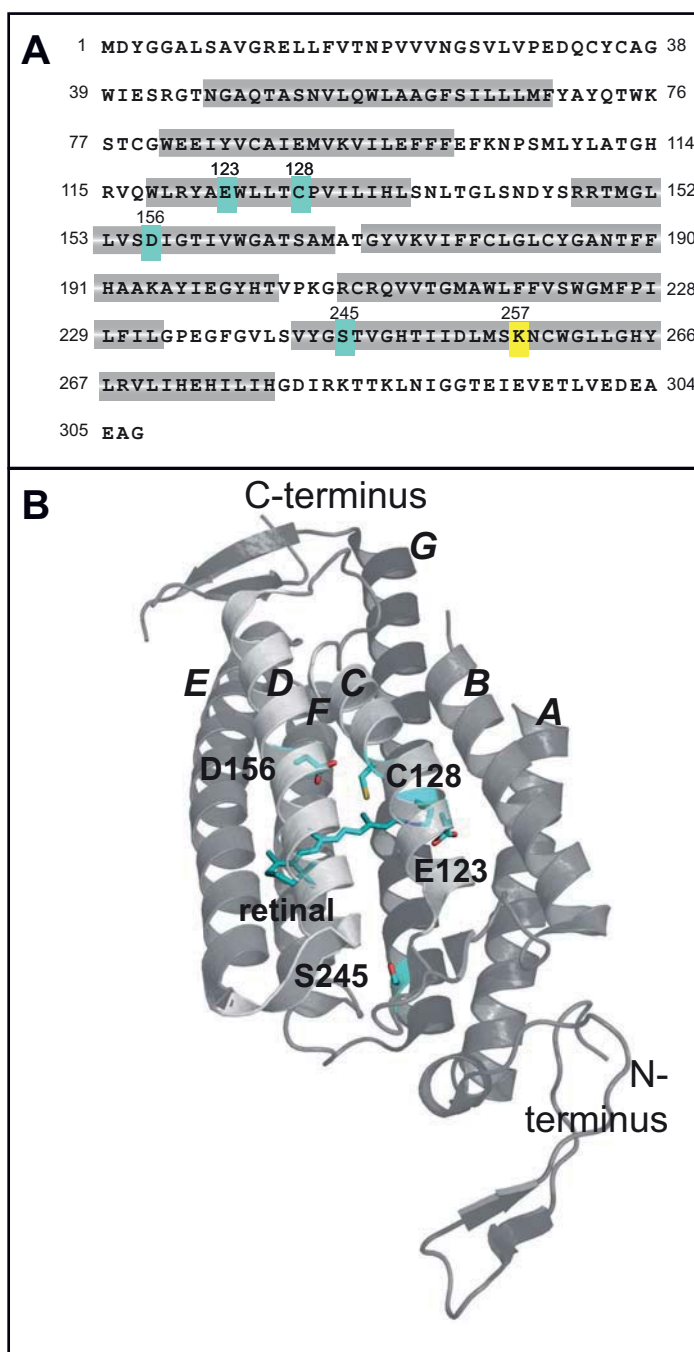 A
1 MDYGGALSAVGRELLFVTNPVVVNGSVLVPEDQCYCAG 38
39 WIESRGTNGAQTASNVLQWLAAGFSILLLMFYAYQTWK 76
77 STCGWEEIYVCAIEMVKVILEFFFEFKNPSMLYLATGH 114
123 128
115 RVQWLRYAEWLLTCPVILIHLSNLTGLSNDYSRRTMGL 152
156
153 LVSDIGTIVWGATSAMATGYVKVIFFCLGLCYGANTFF 190
191 HAAKAYIEGYHTVPKGRCRQVVTGMAWLFFVSWGMFPI 228
245 257
229 LFILGPEGFGVLSVYGSTVGHTIIDLMSKNCWGLLGHY 266
267 LRVLIHEHILIHGDIRKTTKLNIGGTEIEVETLVEDEA 304
305 EAG
B
C-terminus
G
E D F C B A
D156
C128
E123
retinal
S245
N-
terminus